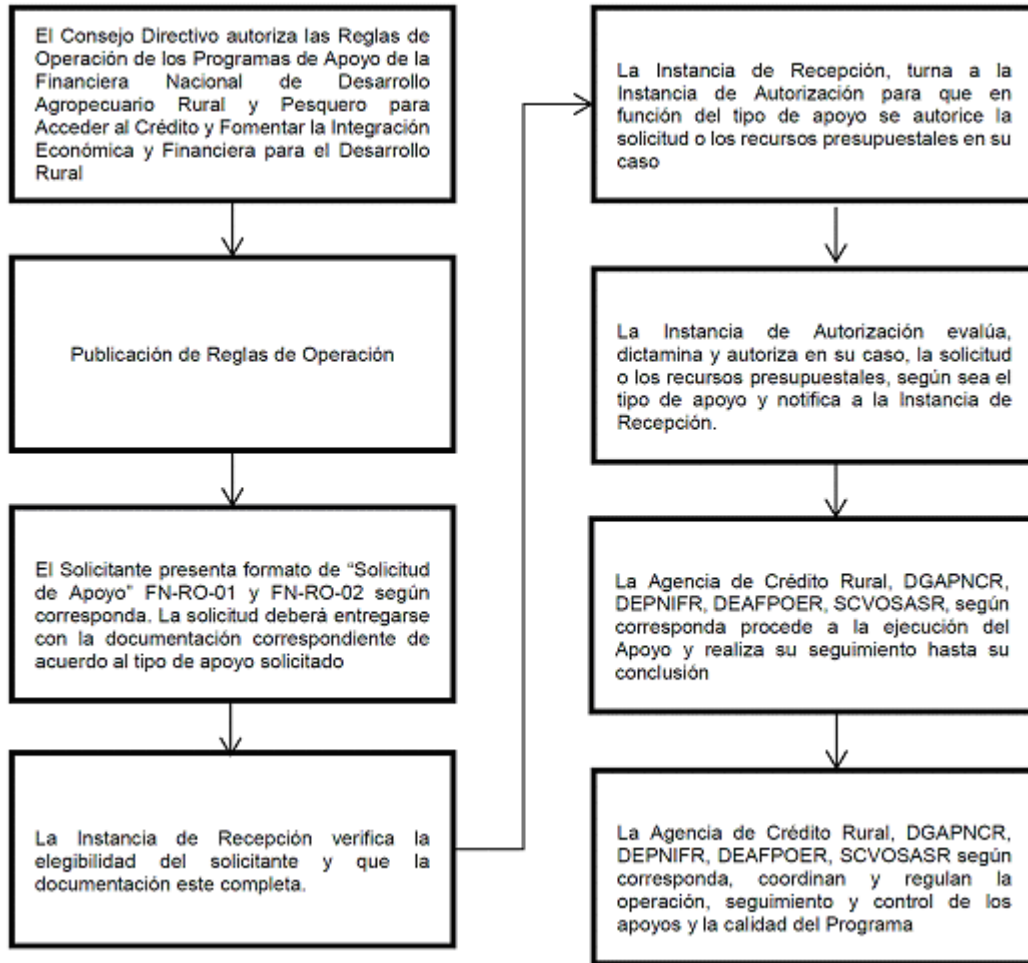 El Consejo Directivo autoriza las Reglas de
Operación de los Programas de Apoyo de la
Financiera Nacional de Desarrollo
Agropecuario Rural y Pesquero para
Acceder al Crédito y Fomentar la Integración
Económica y Financiera para el Desarrollo
Rural
Publicación de Reglas de Operación
El Solicitante presenta formato de “Solicitud
de Apoyo” FN-RO-01 y FN-RO-02 según
corresponda. La solicitud deberá entregarse
con la documentación correspondiente de
acuerdo al tipo de apoyo solicitado
La Instancia de Recepción verifica la
elegibilidad del solicitante y que la
documentación este completa.
La Instancia de Recepción, turna a la
Instancia de Autorización para que en
función del tipo de apoyo se autorice la
solicitud o los recursos presupuestales en su
caso
La Instancia de Autorización evalúa,
dictamina y autoriza en su caso, la solicitud
o los recursos presupuestales, según sea el
tipo de apoyo y notifica a la Instancia de
Recepción.
La Agencia de Crédito Rural, DGAPNCR,
DEPNIFR, DEAFPOER, SCVOSASR, según
corresponda procede a la ejecución del
Apoyo y realiza su seguimiento hasta su
conclusión
La Agencia de Crédito Rural, DGAPNCR,
DEPNIFR, DEAFPOER, SCVOSASR según
corresponda, coordinan y regulan la
operación, seguimiento y control de los
apoyos y la calidad del Programa